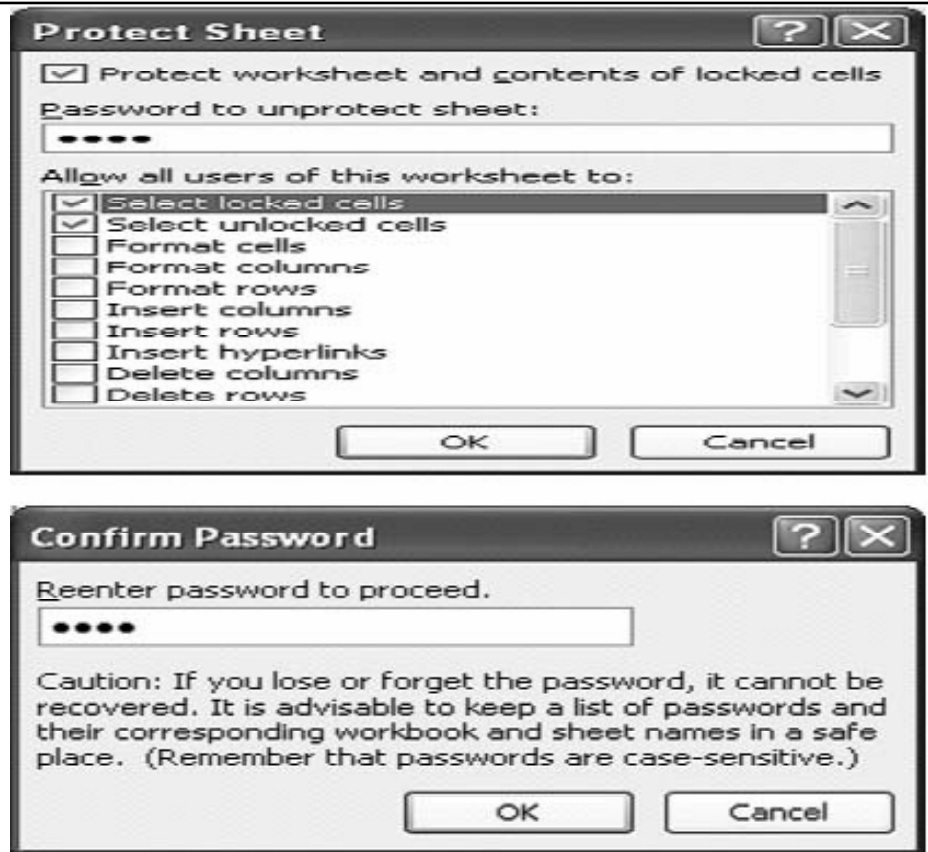 Protect Sheet
Protect worksheet and contents of locked cells
Password to unprotect sheet:
••••
Allow all users of this worksheet to:
Select locked cells
Select unlocked cells
Format cells
Format columns
Format rows
Insert columns
Insert rows
Insert hyperlinks
Delete columns
Delete rows
OK Cancel
Confirm Password
Reenter password to proceed.
••••
Caution: If you lose or forget the password, it cannot be
recovered. It is advisable to keep a list of passwords and
their corresponding workbook and sheet names in a safe
place. (Remember that passwords are case-sensitive.)
OK Cancel